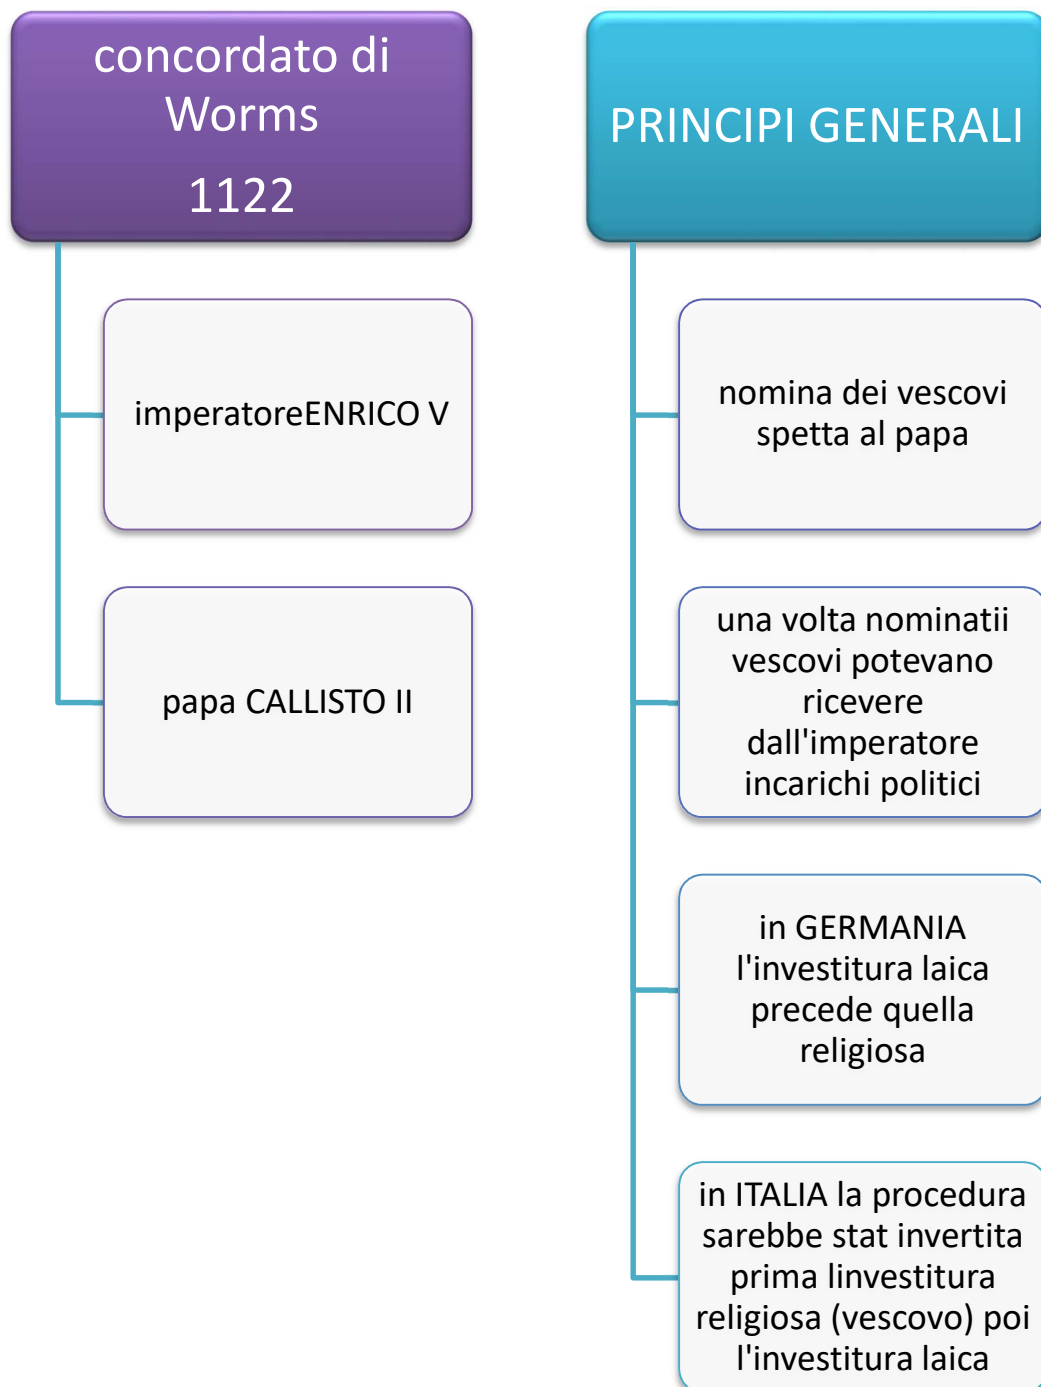 concordato di
Worms
1122
imperatoreENRICO V
papa CALLISTO II
PRINCIPI GENERALI
nomina dei vescovi
spetta al papa
una volta nominatii
vescovi potevano
ricevere
dall'imperatore
incarichi politici
in GERMANIA
l'investitura laica
precede quella
religiosa
in ITALIA la procedura
sarebbe stat invertita
prima linvestitura
religiosa (vescovo) poi
l'investitura laica